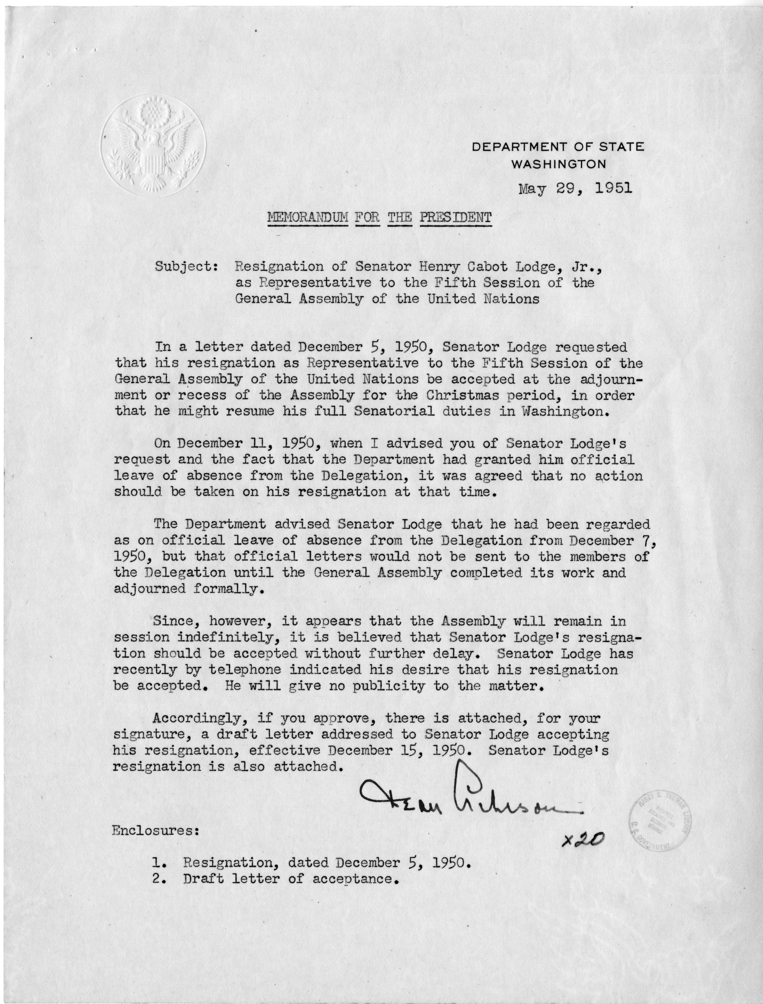 DEPARTMENT OF STATE
WASHINGTON
May 29, 1951
MEMORANDUM FOR THE PRESIDENT
Subject: Resignation of Senator Henry Cabot Lodge, Jr.,
as Representative to the Fifth Session of the
General Assembly of the United Nations
In a letter dated December 5, 1950, Senator Lodge requested
that his resignation as Representative to the Fifth Session of the
General Assembly of the United Nations be accepted at the adjourn-
ment or recess of the Assembly for the Christmas period, in order
that he might resume his full Senatorial duties in Washington.
On December 11, 1950, when I advised you of Senator Lodge's
request and the fact that the Department had granted him official
leave of absence from the Delegation, it was agreed that no action
should be taken on his resignation at that time.
The Department advised Senator Lodge that he had been regarded
as on official leave of absence from the Delegation from December 7,
1950, but that official letters would not be sent to the members of
the Delegation until the General Assembly completed its work and
adjourned formally.
Since, however, it appears that the Assembly will remain in
session indefinitely, it is believed that Senator Lodge's resigna-
tion should be accepted without further delay. Senator Lodge has
recently by telephone indicated his desire that his resignation
be accepted. He will give no publicity to the matter.
Accordingly, if you approve, there is attached, for your
signature, a draft letter addressed to Senator Lodge accepting
his resignation, effective December 15, 1950. Senator Lodge's
resignation is also attached.
Dean Acheson
x20
Enclosures:
1. Resignation, dated December 5, 1950.
2. Draft letter of acceptance.